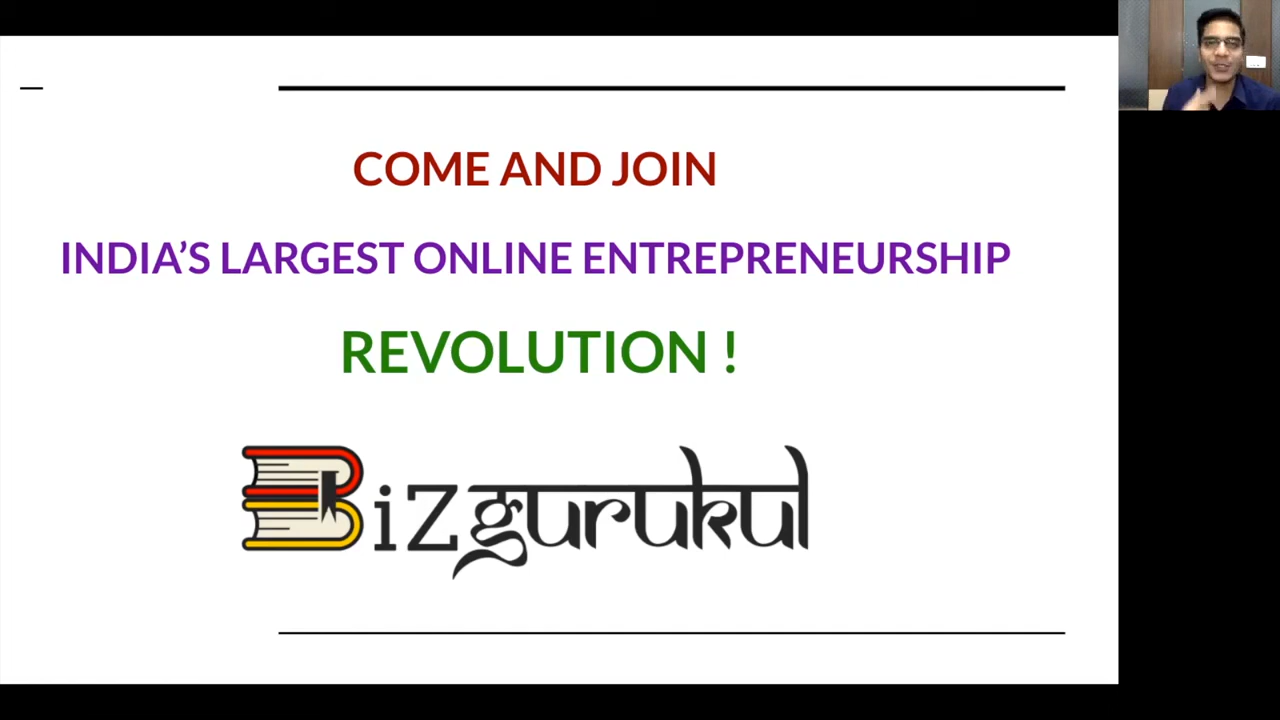 COME AND JOIN
INDIA’S LARGEST ONLINE ENTREPRENEURSHIP
REVOLUTION !
Bizgurukul